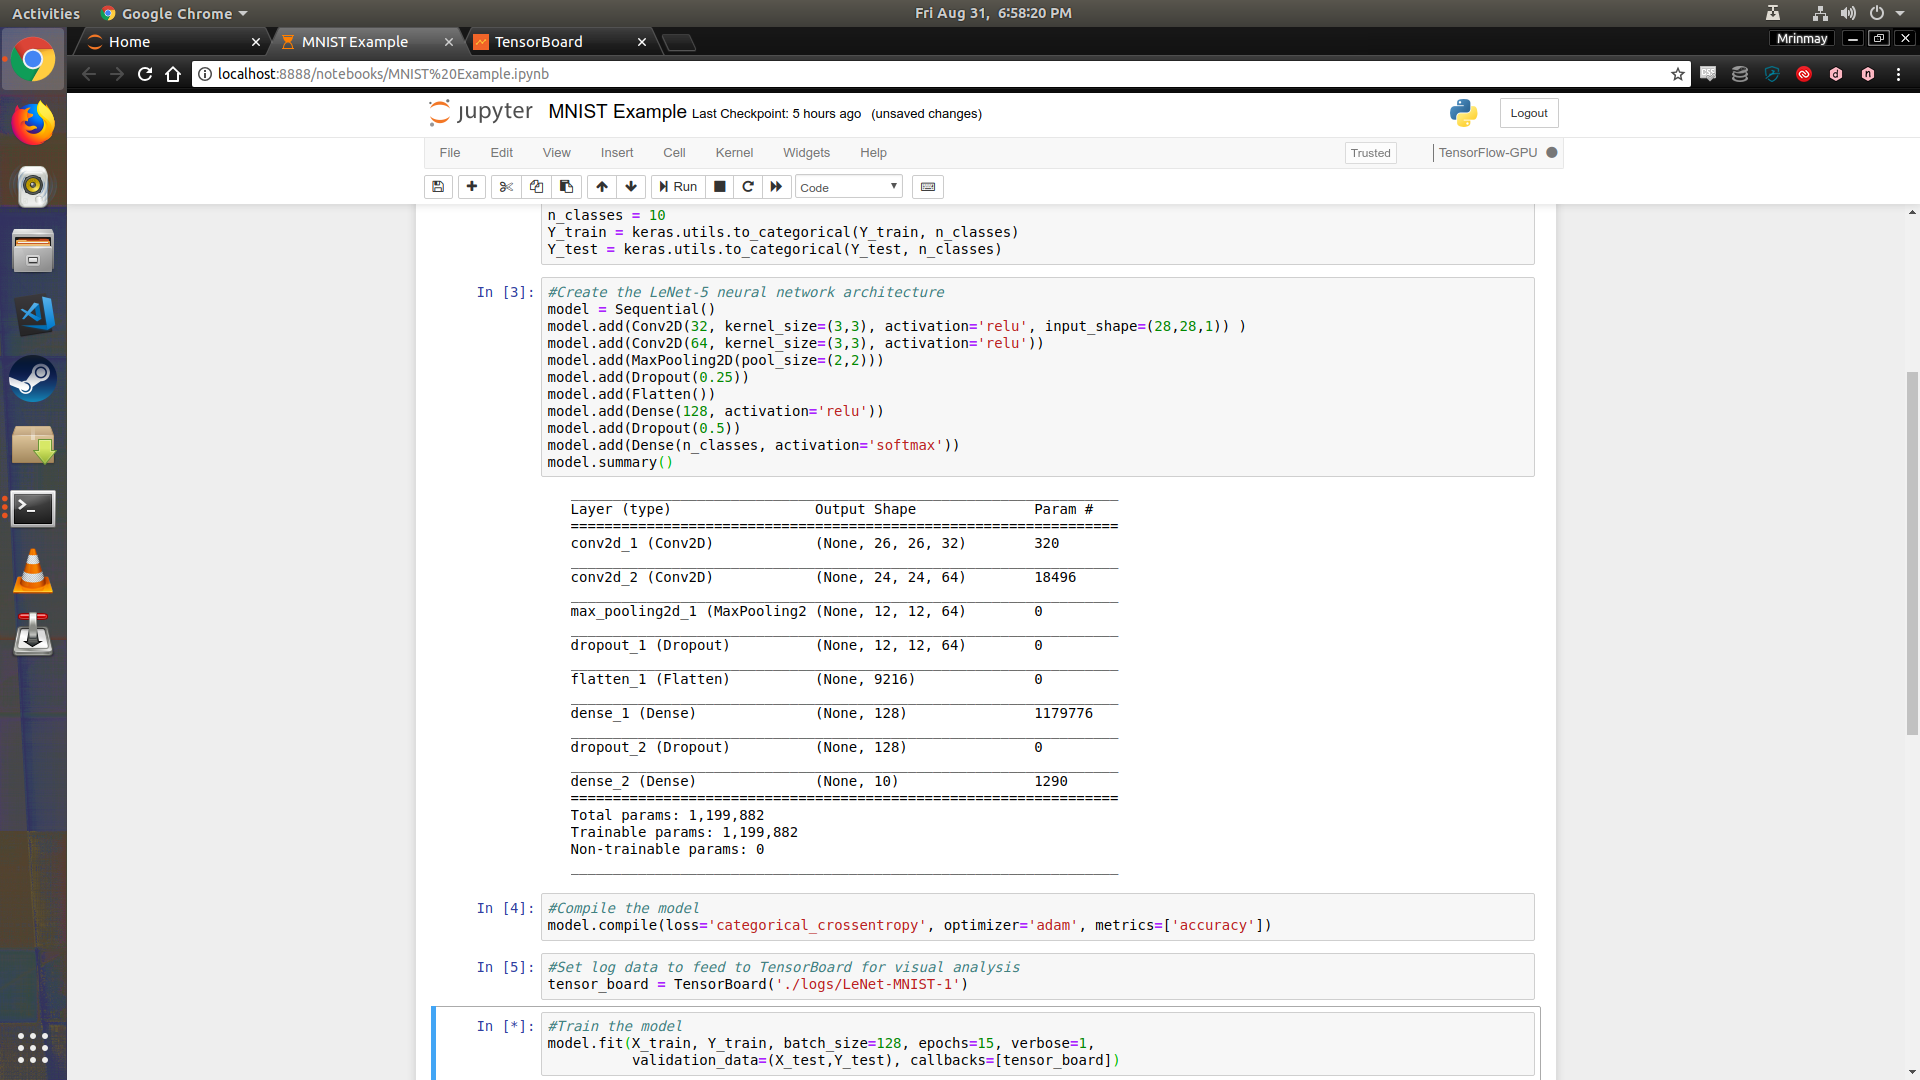 Activities Google Chrome Fri Aug 31, 6:58:20 PM
Home MNIST Example TensorBoard Mrinmay
localhost:8888/notebooks/MNIST%20Example.ipynb
jupyter MNIST Example Last Checkpoint: 5 hours ago (unsaved changes) Logout
File Edit View Insert Cell Kernel Widgets Help Trusted TensorFlow-GPU
Run Code
n_classes = 10
Y_train = keras.utils.to_categorical(Y_train, n_classes)
Y_test = keras.utils.to_categorical(Y_test, n_classes)
In [3]: #Create the LeNet-5 neural network architecture
model = Sequential()
model.add(Conv2D(32, kernel_size=(3,3), activation='relu', input_shape=(28,28,1)) )
model.add(Conv2D(64, kernel_size=(3,3), activation='relu'))
model.add(MaxPooling2D(pool_size=(2,2)))
model.add(Dropout(0.25))
model.add(Flatten())
model.add(Dense(128, activation='relu'))
model.add(Dropout(0.5))
model.add(Dense(n_classes, activation='softmax'))
model.summary()
_________________________________________________________________
Layer (type)                 Output Shape              Param #
=================================================================
conv2d_1 (Conv2D)            (None, 26, 26, 32)        320
_________________________________________________________________
conv2d_2 (Conv2D)            (None, 24, 24, 64)        18496
_________________________________________________________________
max_pooling2d_1 (MaxPooling2 (None, 12, 12, 64)        0
_________________________________________________________________
dropout_1 (Dropout)          (None, 12, 12, 64)        0
_________________________________________________________________
flatten_1 (Flatten)          (None, 9216)              0
_________________________________________________________________
dense_1 (Dense)              (None, 128)               1179776
_________________________________________________________________
dropout_2 (Dropout)          (None, 128)               0
_________________________________________________________________
dense_2 (Dense)              (None, 10)                1290
=================================================================
Total params: 1,199,882
Trainable params: 1,199,882
Non-trainable params: 0
_________________________________________________________________
In [4]: #Compile the model
model.compile(loss='categorical_crossentropy', optimizer='adam', metrics=['accuracy'])
In [5]: #Set log data to feed to TensorBoard for visual analysis
tensor_board = TensorBoard('./logs/LeNet-MNIST-1')
In [*]: #Train the model
model.fit(X_train, Y_train, batch_size=128, epochs=15, verbose=1,
validation_data=(X_test,Y_test), callbacks=[tensor_board])